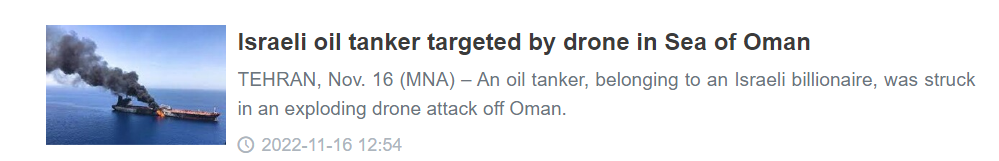 Israeli oil tanker targeted by drone in Sea of Oman
TEHRAN, Nov. 16 (MNA) – An oil tanker, belonging to an Israeli billionaire, was struck
in an exploding drone attack off Oman.
2022-11-16 12:54